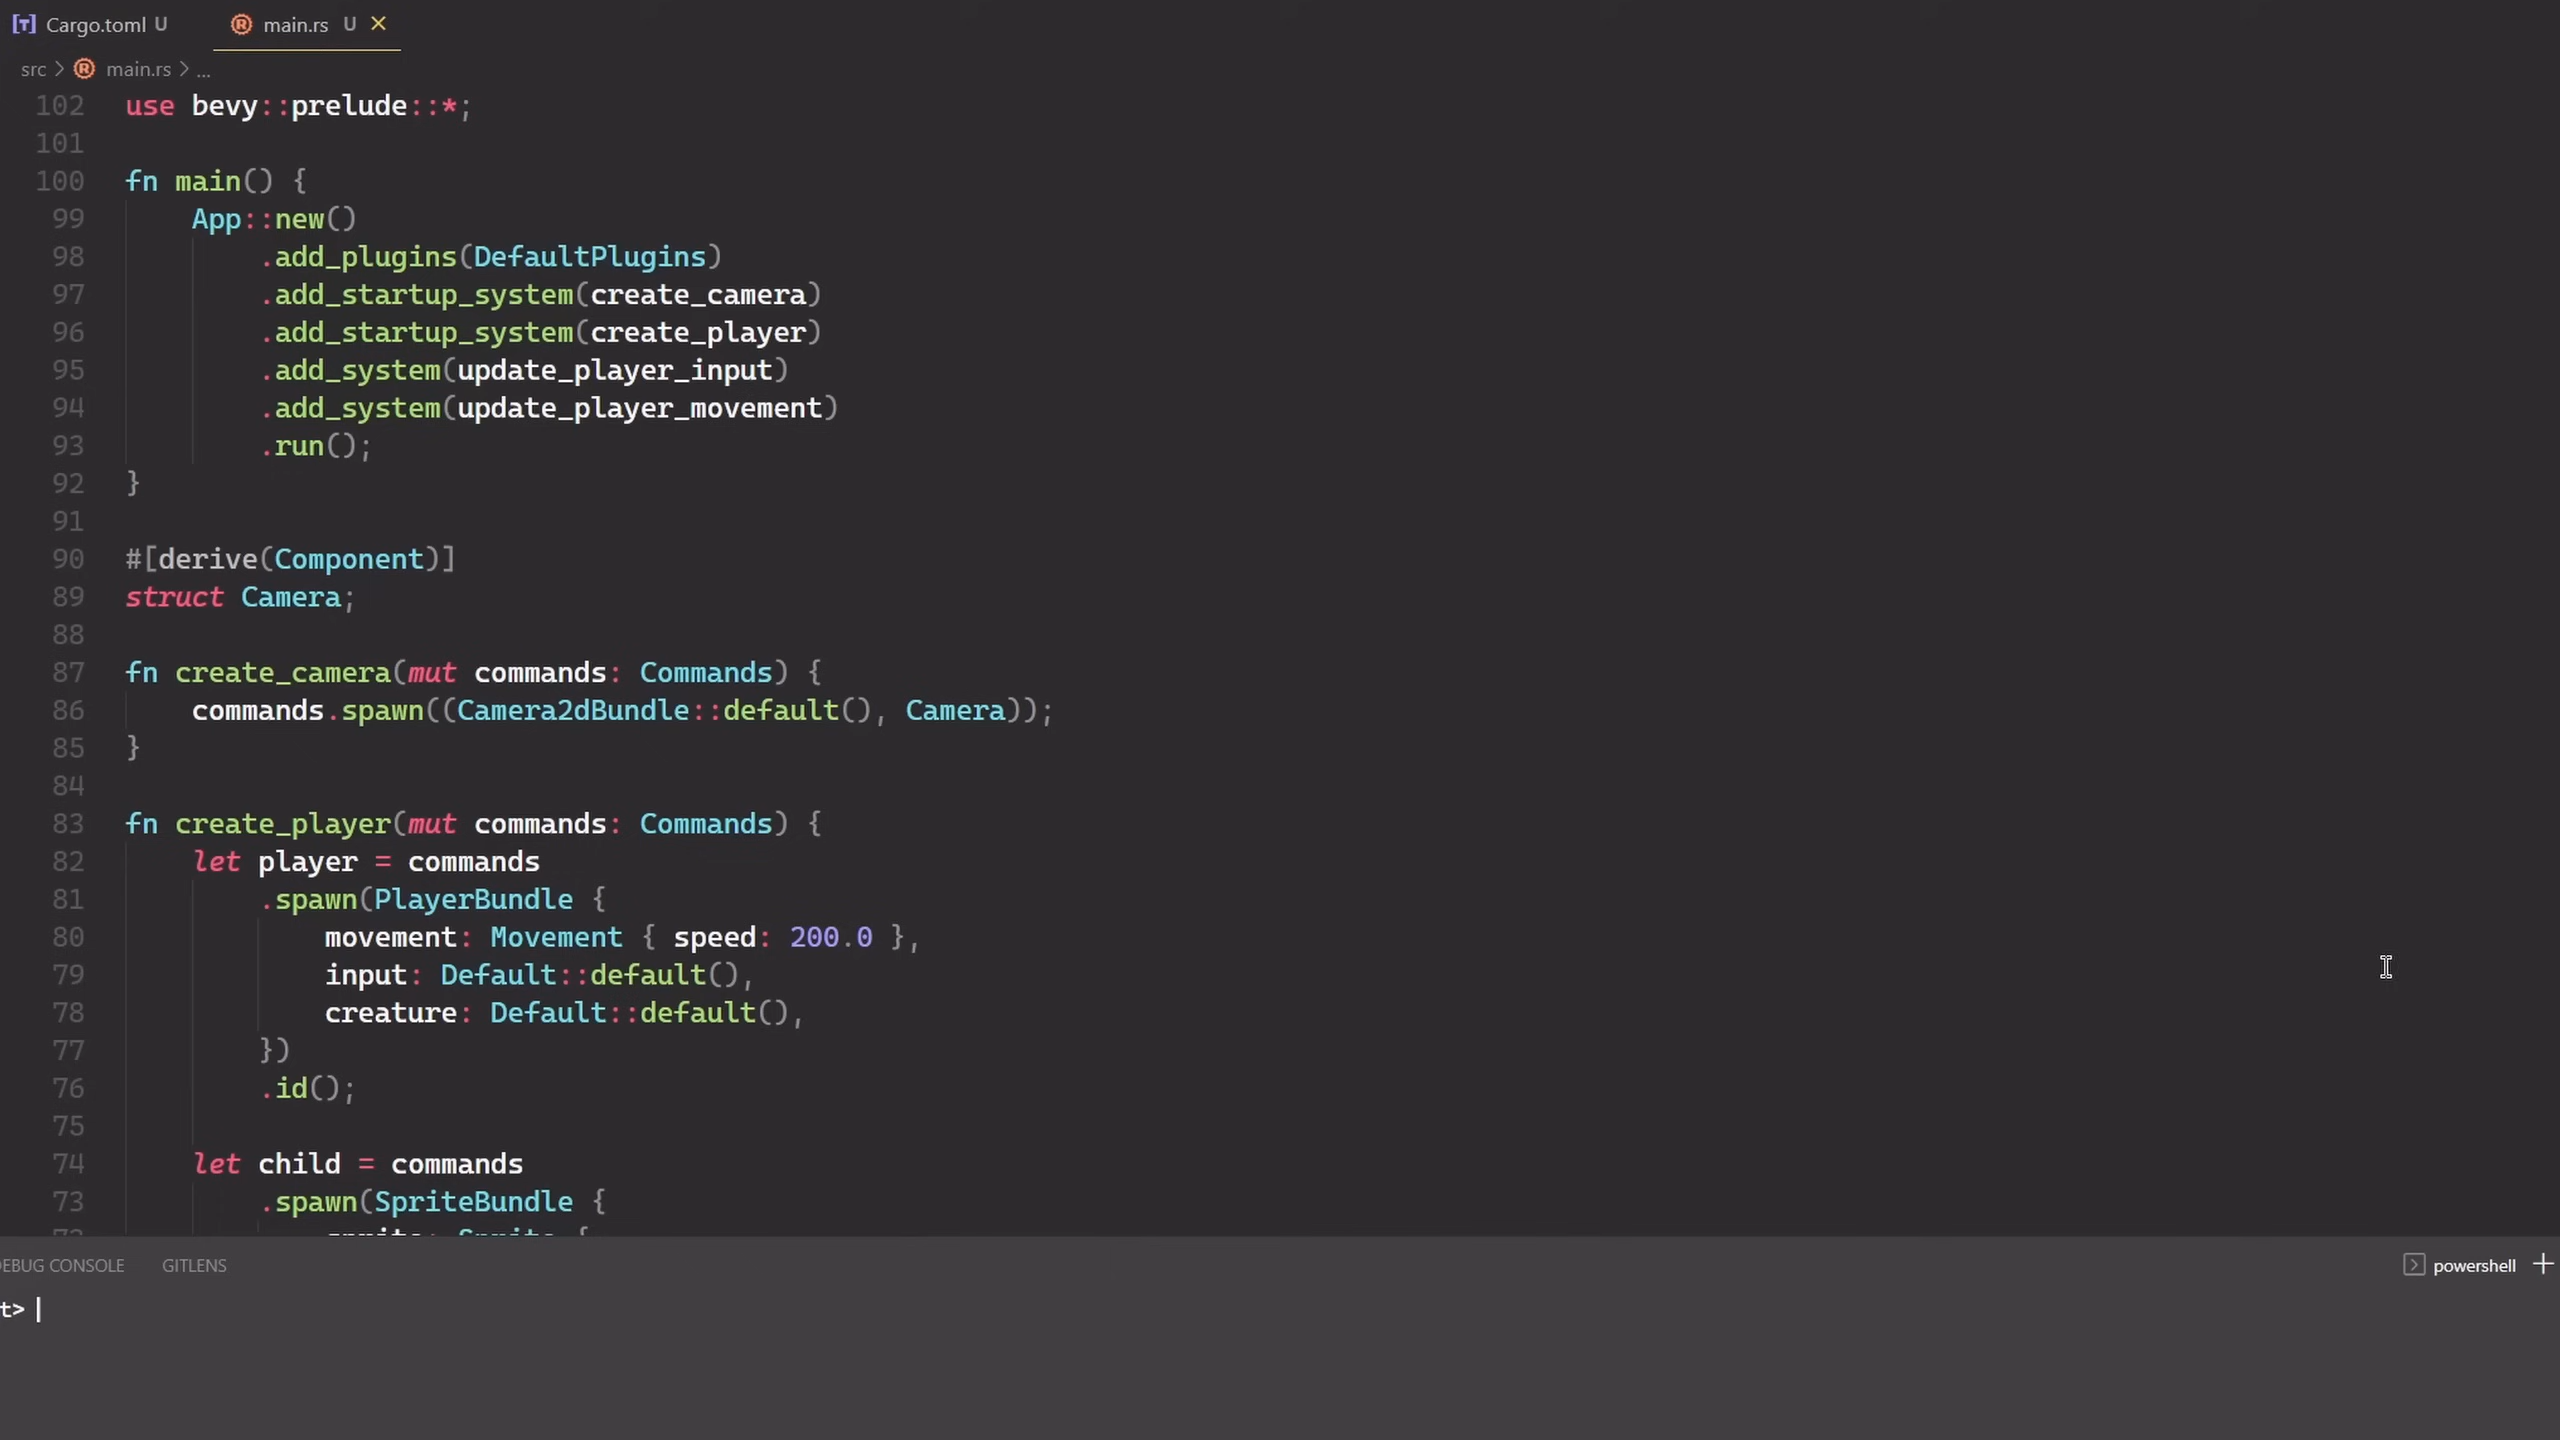 Cargo.toml U main.rs U
src > main.rs > ...
102 use bevy::prelude::*;
101
100 fn main() {
99 App::new()
98 .add_plugins(DefaultPlugins)
97 .add_startup_system(create_camera)
96 .add_startup_system(create_player)
95 .add_system(update_player_input)
94 .add_system(update_player_movement)
93 .run();
92 }
91
90 #[derive(Component)]
89 struct Camera;
88
87 fn create_camera(mut commands: Commands) {
86 commands.spawn((Camera2dBundle::default(), Camera));
85 }
84
83 fn create_player(mut commands: Commands) {
82 let player = commands
81 .spawn(PlayerBundle {
80 movement: Movement { speed: 200.0 },
79 input: Default::default(),
78 creature: Default::default(),
77 })
76 .id();
75
74 let child = commands
73 .spawn(SpriteBundle {
72 sprite: Sprite {
EBUG CONSOLE GITLENS powershell
t>